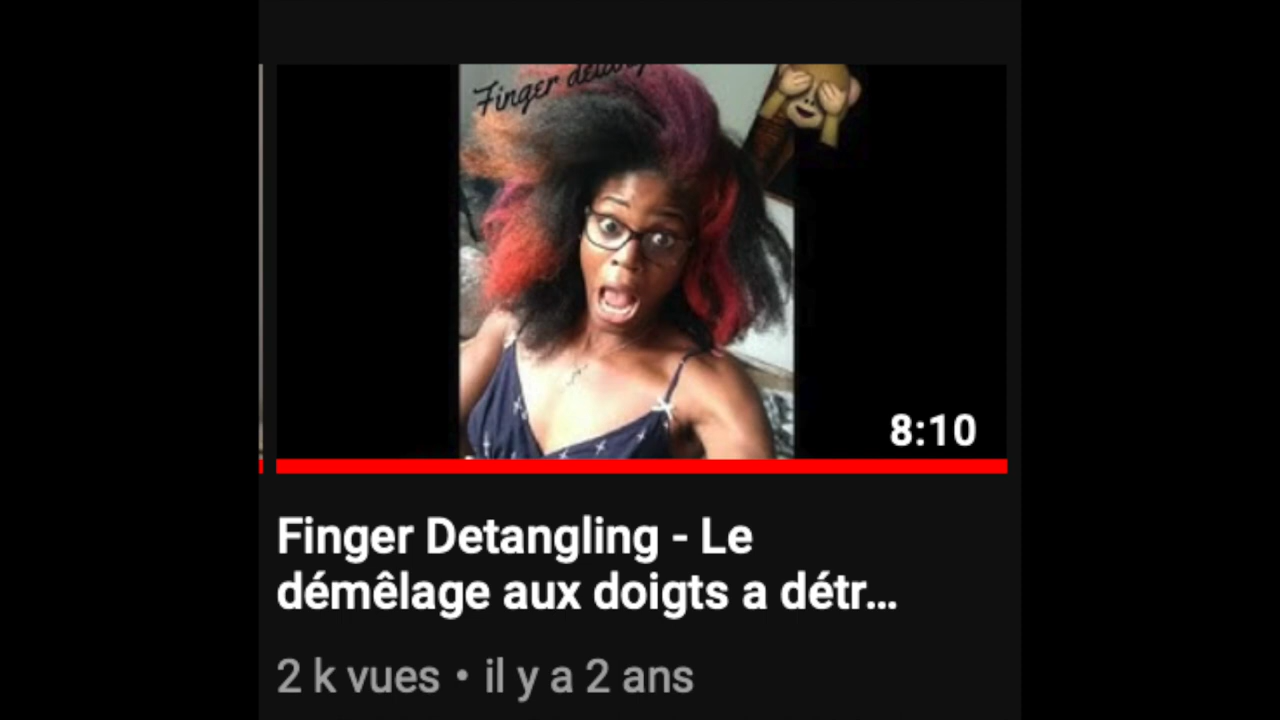 Finger
8:10
Finger Detangling - Le
démêlage aux doigts a détr...
2 k vues • il y a 2 ans